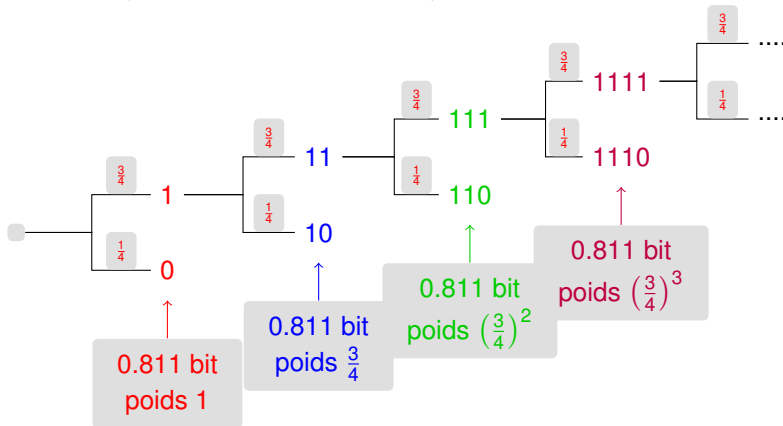 3/4 ....
3/4 1111 1/4 ....
3/4 111 1/4 1110
3/4 11 1/4 110
3/4 1 1/4 10
1/4 0
0.811 bit
poids (3/4)^3
0.811 bit
poids (3/4)^2
0.811 bit
poids 3/4
0.811 bit
poids 1